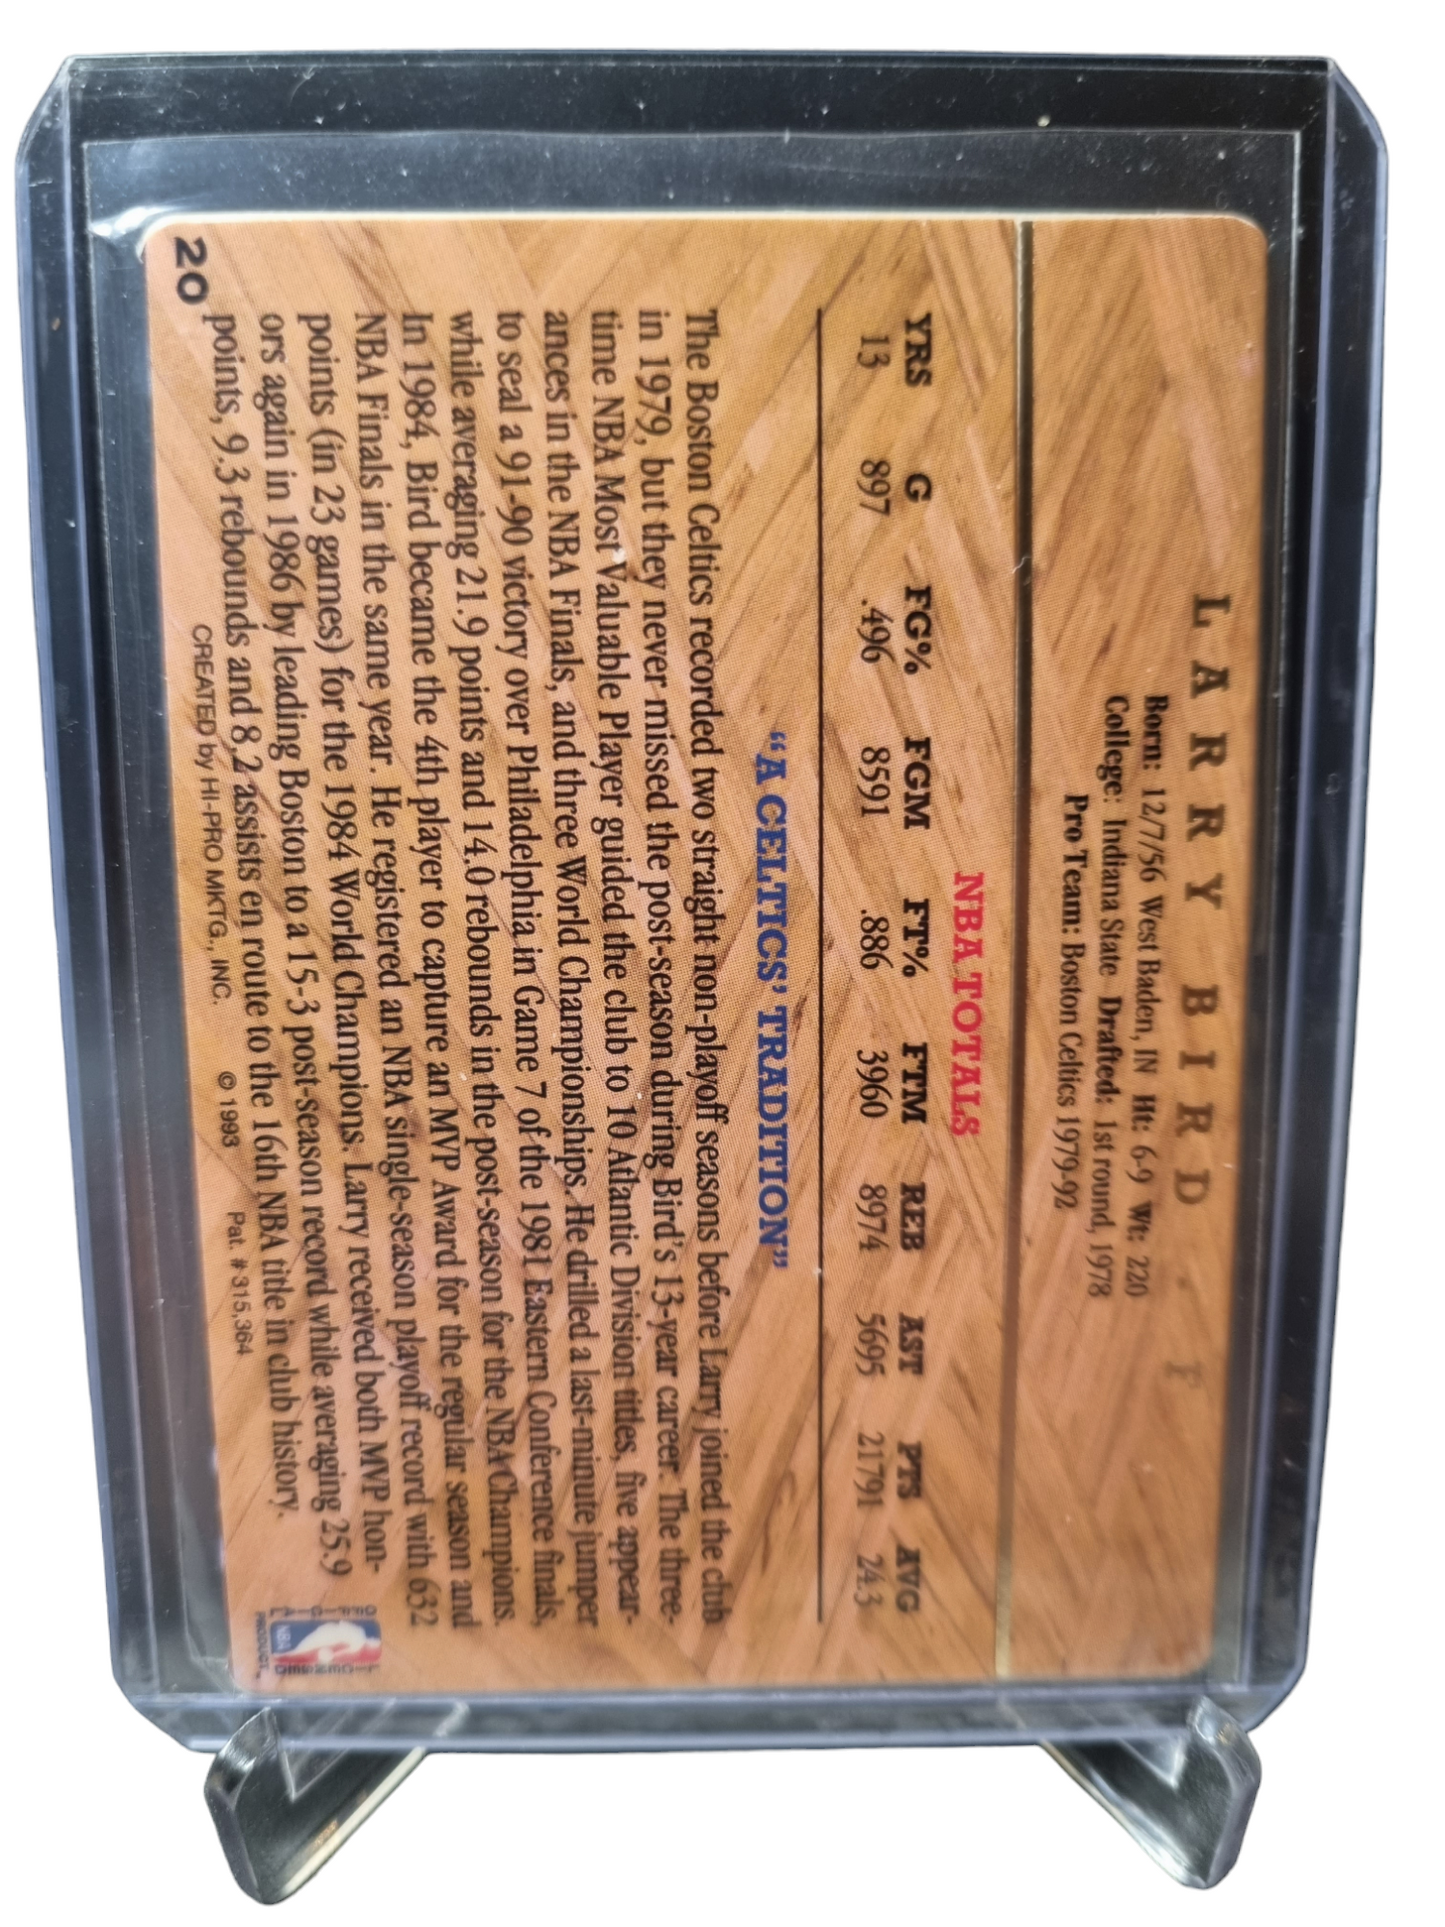 LARRY BIRD - F
Born: 12/7/56 West Baden, IN Ht: 6-9 Wt: 220
College: Indiana State Drafted: 1st round, 1978
Pro Team: Boston Celtics 1979-92
NBA TOTALS
YRS G FG% FGM FT% FTM REB AST PTS AVG
13 897 .496 8591 .886 3960 8974 5695 21791 24.3
“A CELTICS’ TRADITION”
The Boston Celtics recorded two straight non-playoff seasons before Larry joined the club
in 1979, but they never missed the post-season during Bird’s 13-year career. The three-
time NBA Most Valuable Player guided the club to 10 Atlantic Division titles, five appear-
ances in the NBA Finals, and three World Championships. He drilled a last-minute jumper
to seal a 91-90 victory over Philadelphia in Game 7 of the 1981 Eastern Conference finals,
while averaging 21.9 points and 14.0 rebounds in the post-season for the NBA Champions.
In 1984, Bird became the 4th player to capture an MVP Award for the regular season and
NBA Finals in the same year. He registered an NBA single-season playoff record with 632
points (in 23 games) for the 1984 World Champions. Larry received both MVP hon-
ors again in 1986 by leading Boston to a 15-3 post-season record while averaging 25.9
points, 9.3 rebounds and 8.2 assists en route to the 16th NBA title in club history.
20
CREATED by HI-PRO MKTG., INC. © 1993 Pat. # 315,364
OFFICIAL
LICENSED
NBA
PRODUCT